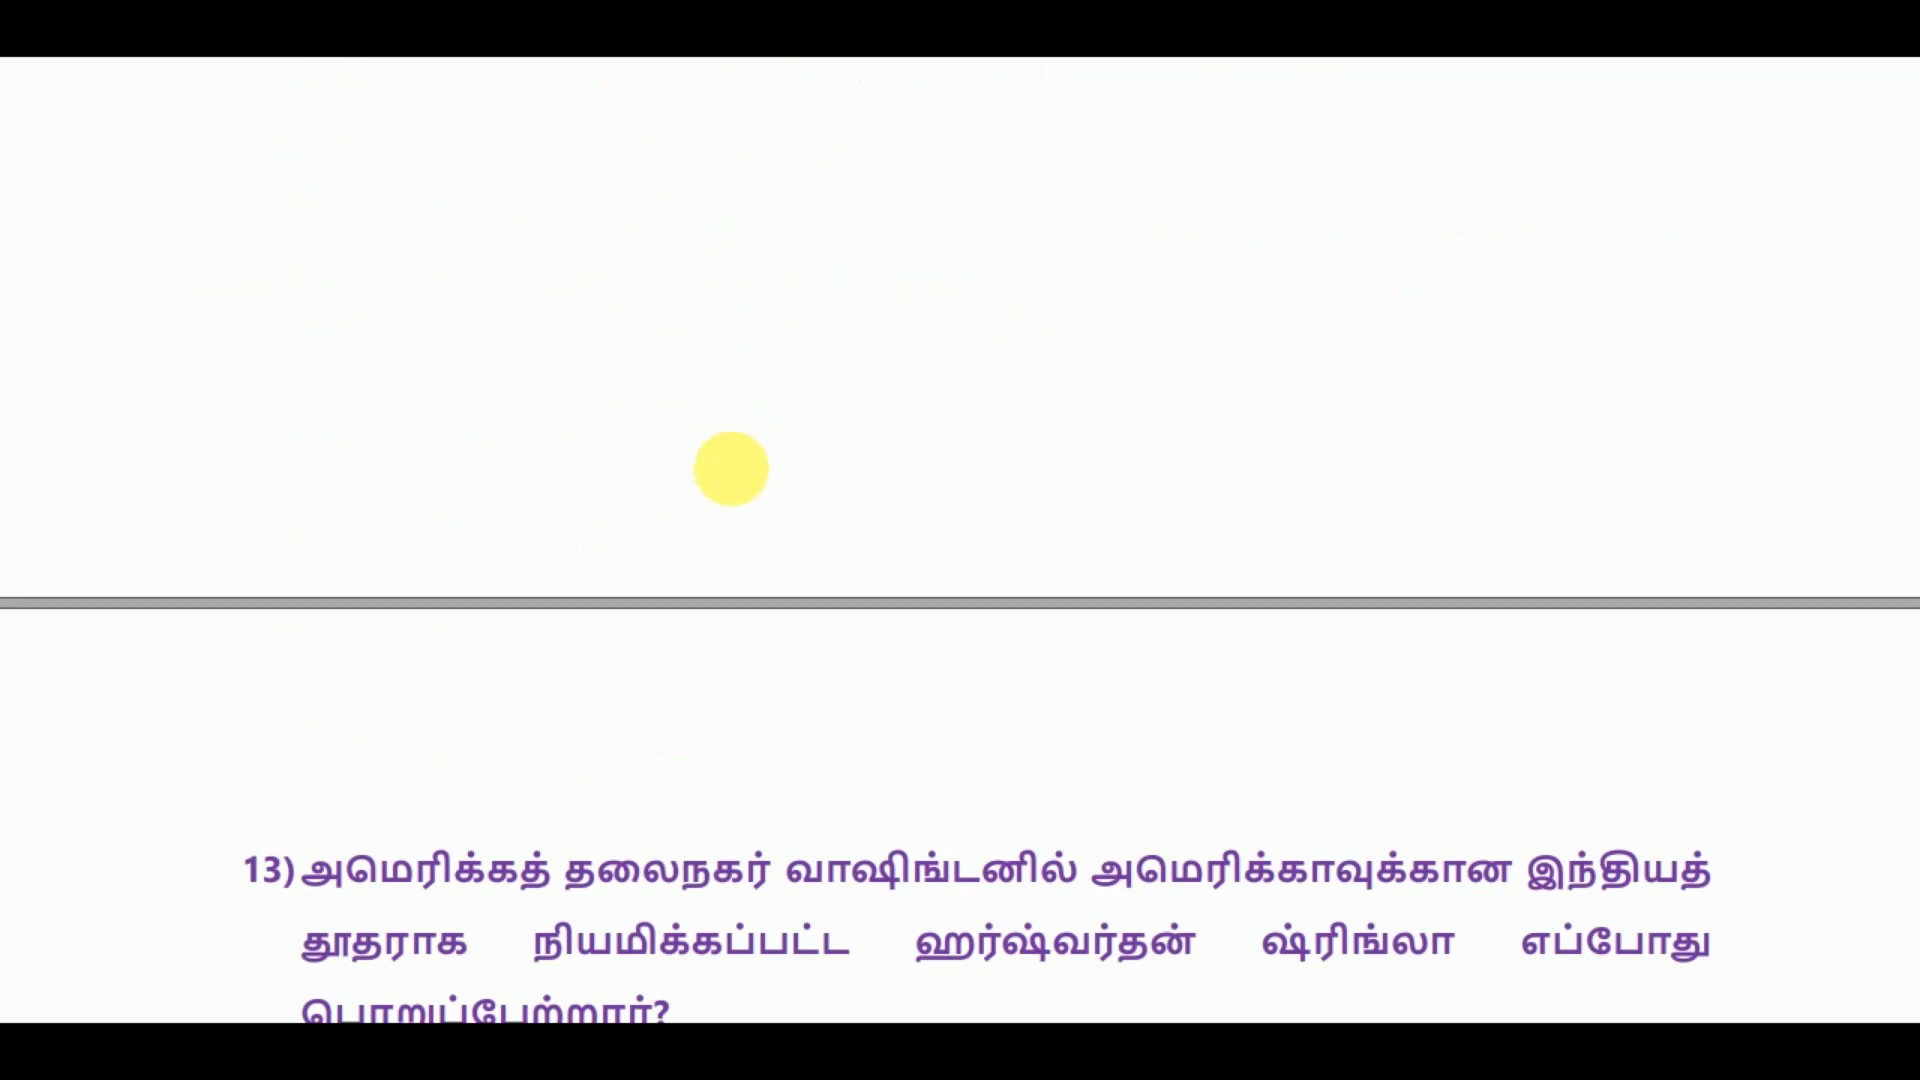 13) அமெரிக்கத் தலைநகர் வாஷிங்டனில் அமெரிக்காவுக்கான இந்தியத்
தூதராக நியமிக்கப்பட்ட ஹர்ஷ்வர்தன் ஷ்ரிங்லா எப்போது
பொறுப்பேற்றார்?